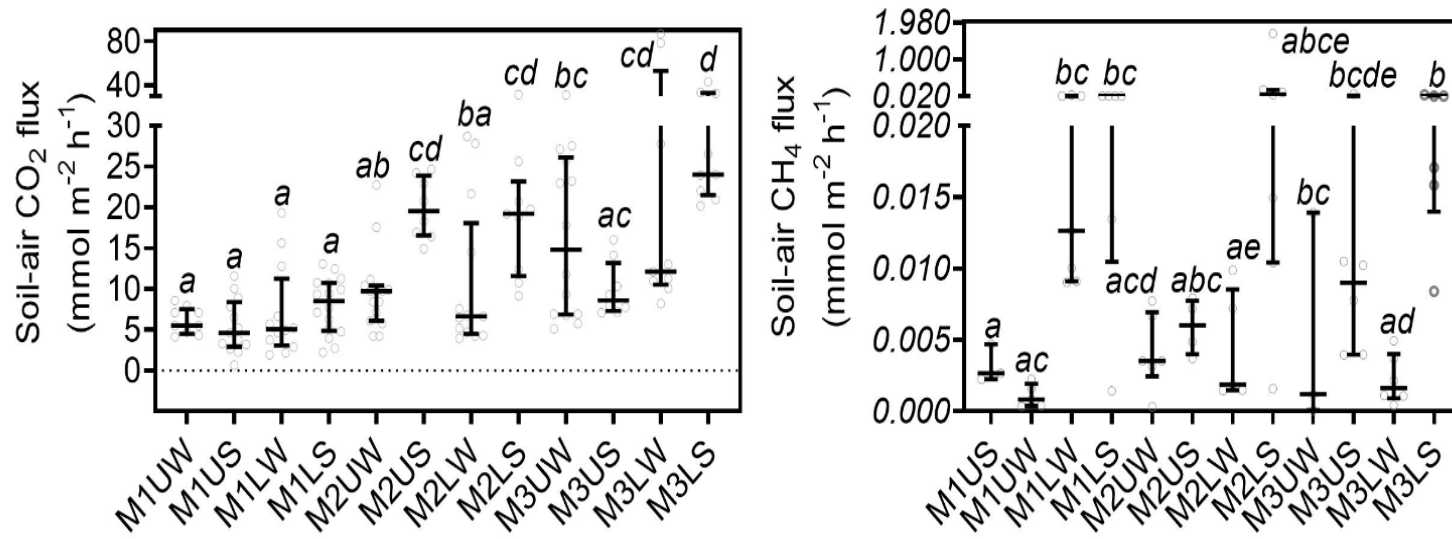 Soil-air CO2 flux
(mmol m-2 h-1)
80
40
30
25
20
15
10
5
0
a
a
a
a
ab
cd
ba
cd
bc
ac
cd
d
M1UW
M1US
M1LW
M1LS
M2UW
M2US
M2LW
M2LS
M3UW
M3US
M3LW
M3LS
Soil-air CH4 flux
(mmol m-2 h-1)
1.980
1.000
0.020
0.020
0.015
0.010
0.005
0.000
a
ac
bc
bc
acd
abc
ae
abce
bc
bcde
ad
b
M1US
M1UW
M1LW
M1LS
M2UW
M2US
M2LW
M2LS
M3UW
M3US
M3LW
M3LS